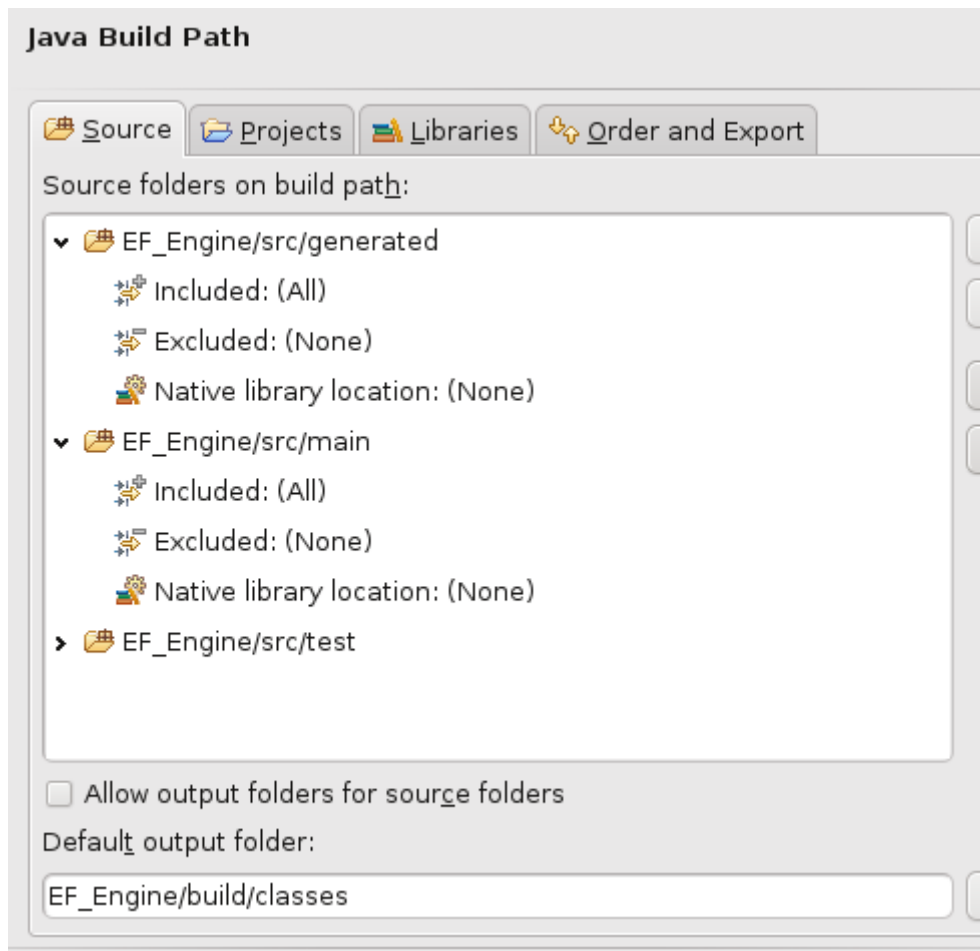 Java Build Path
Source Projects Libraries Order and Export
Source folders on build path:
EF_Engine/src/generated
Included: (All)
Excluded: (None)
Native library location: (None)
EF_Engine/src/main
Included: (All)
Excluded: (None)
Native library location: (None)
EF_Engine/src/test
Allow output folders for source folders
Default output folder:
EF_Engine/build/classes